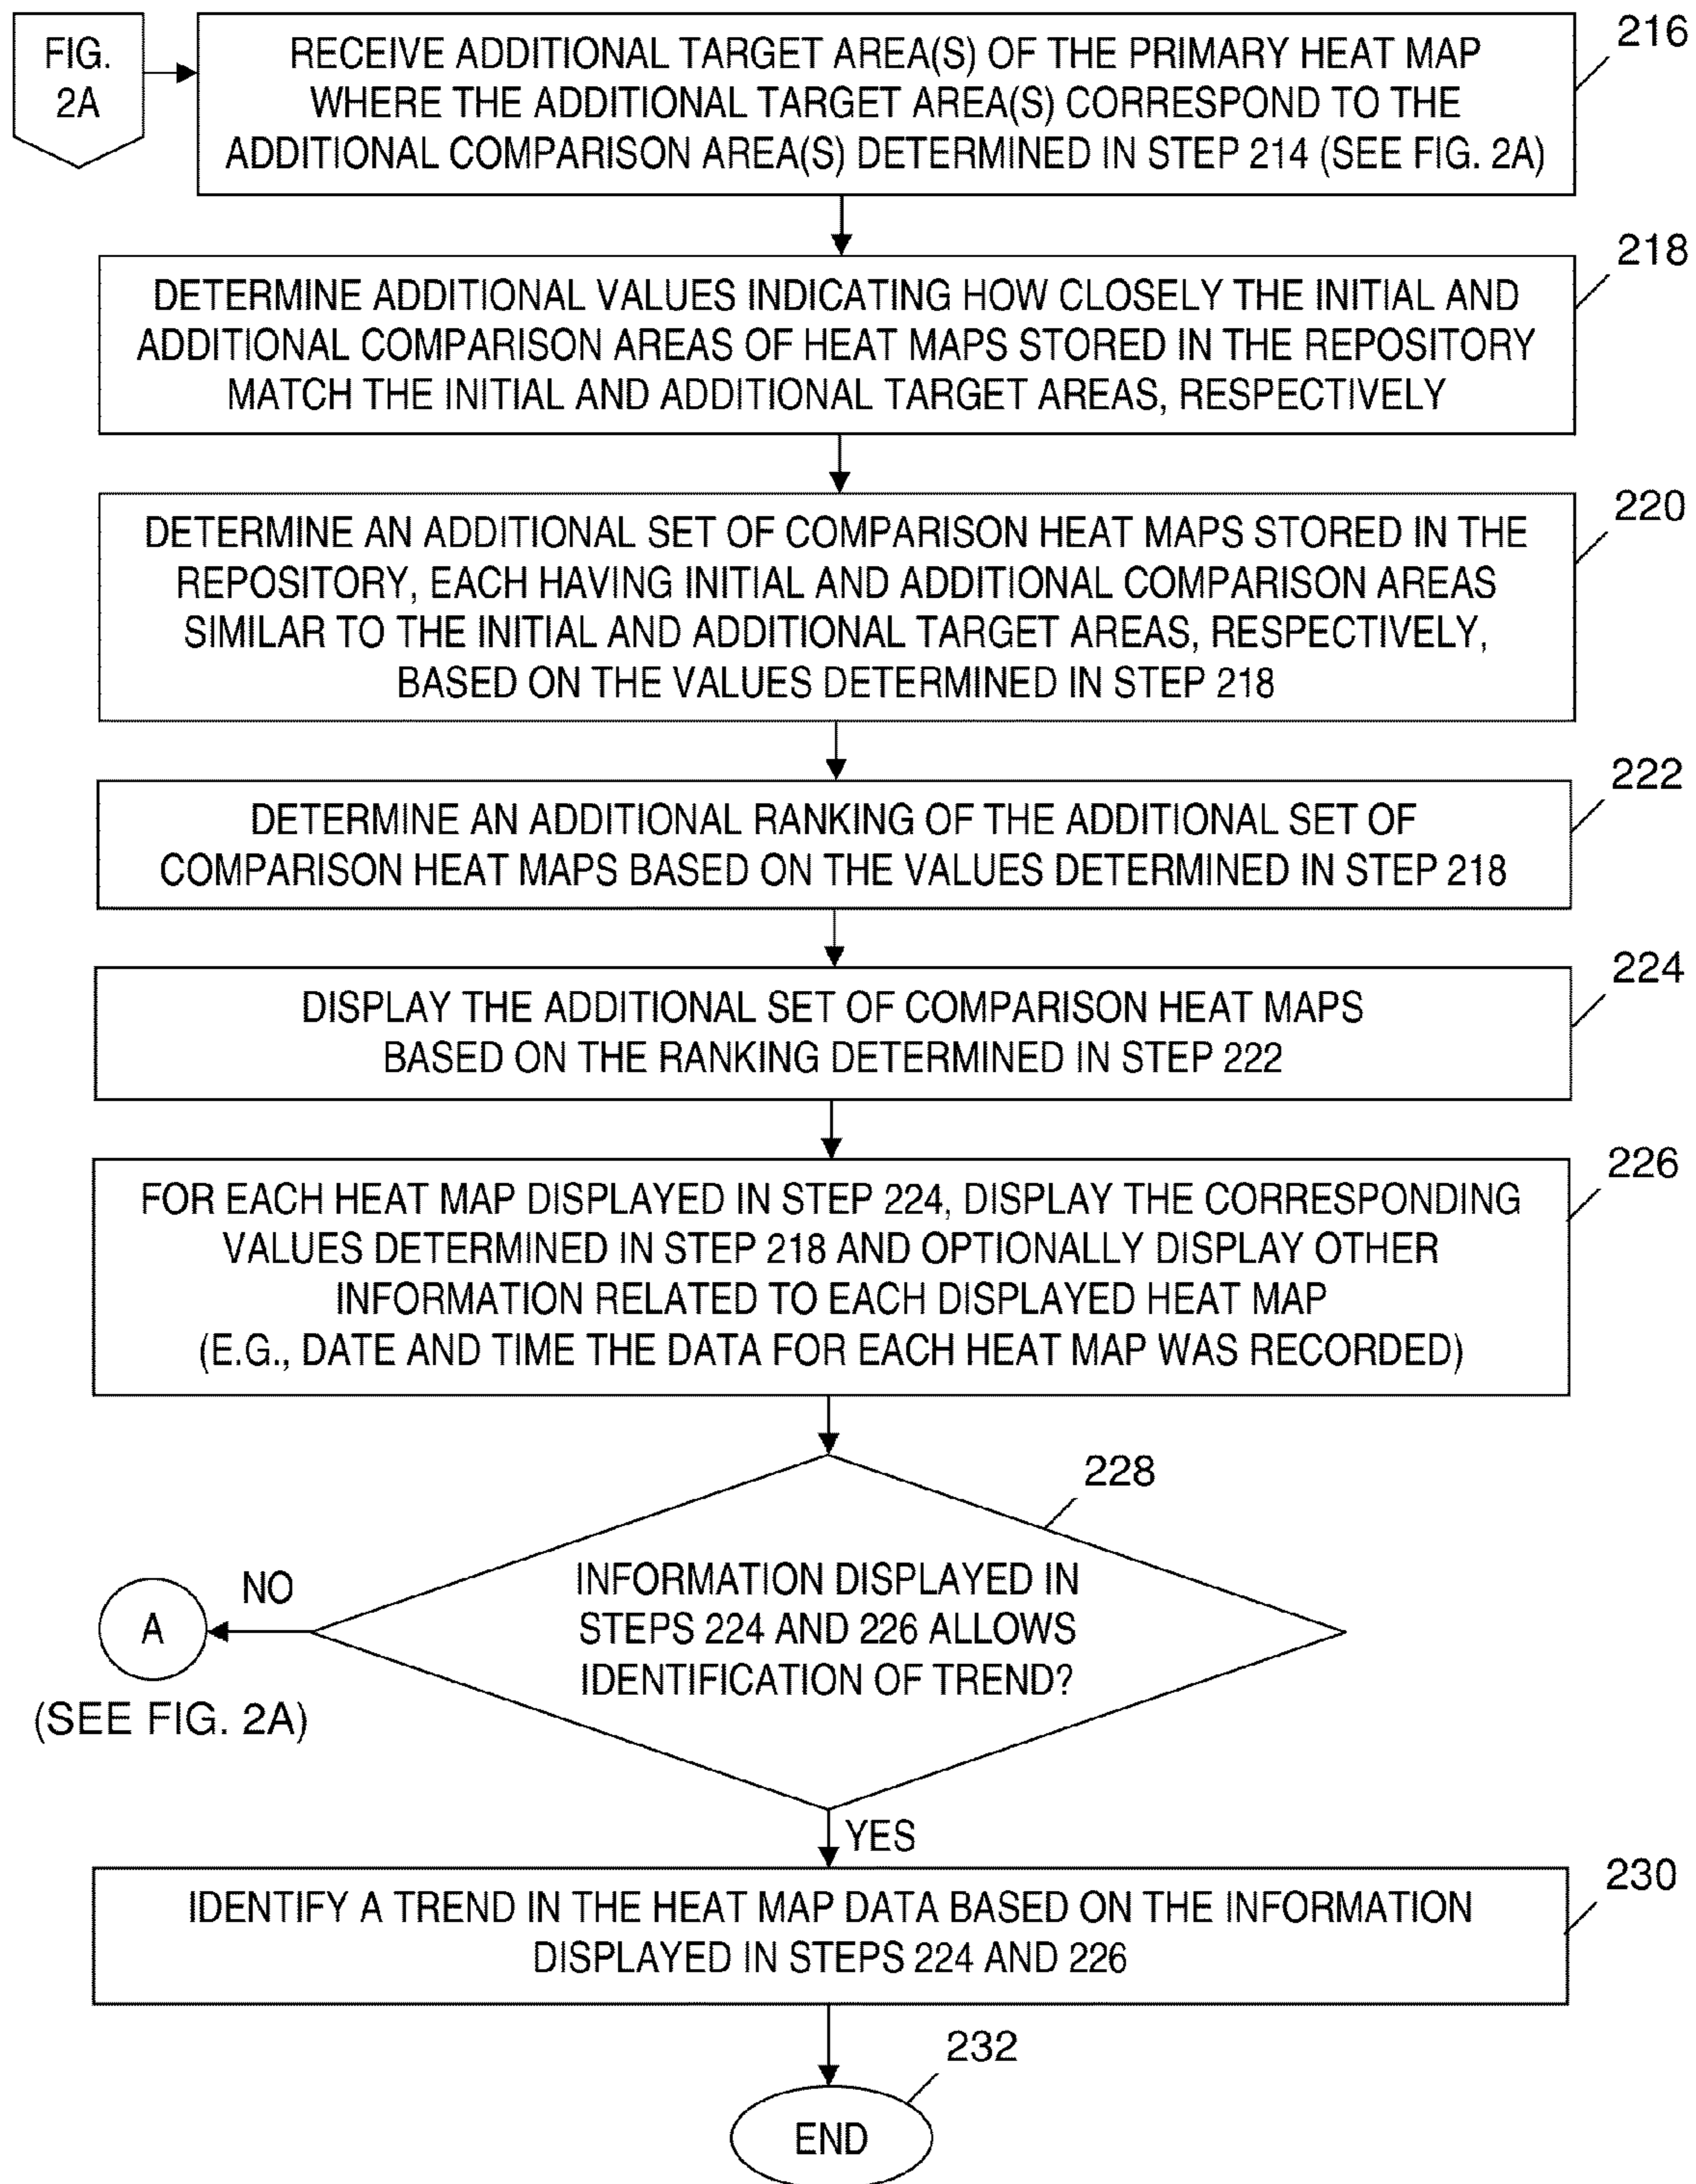 FIG.
2A
RECEIVE ADDITIONAL TARGET AREA(S) OF THE PRIMARY HEAT MAP
WHERE THE ADDITIONAL TARGET AREA(S) CORRESPOND TO THE
ADDITIONAL COMPARISON AREA(S) DETERMINED IN STEP 214 (SEE FIG. 2A)
216
DETERMINE ADDITIONAL VALUES INDICATING HOW CLOSELY THE INITIAL AND
ADDITIONAL COMPARISON AREAS OF HEAT MAPS STORED IN THE REPOSITORY
MATCH THE INITIAL AND ADDITIONAL TARGET AREAS, RESPECTIVELY
218
DETERMINE AN ADDITIONAL SET OF COMPARISON HEAT MAPS STORED IN THE
REPOSITORY, EACH HAVING INITIAL AND ADDITIONAL COMPARISON AREAS
SIMILAR TO THE INITIAL AND ADDITIONAL TARGET AREAS, RESPECTIVELY,
BASED ON THE VALUES DETERMINED IN STEP 218
220
DETERMINE AN ADDITIONAL RANKING OF THE ADDITIONAL SET OF
COMPARISON HEAT MAPS BASED ON THE VALUES DETERMINED IN STEP 218
222
DISPLAY THE ADDITIONAL SET OF COMPARISON HEAT MAPS
BASED ON THE RANKING DETERMINED IN STEP 222
224
FOR EACH HEAT MAP DISPLAYED IN STEP 224, DISPLAY THE CORRESPONDING
VALUES DETERMINED IN STEP 218 AND OPTIONALLY DISPLAY OTHER
INFORMATION RELATED TO EACH DISPLAYED HEAT MAP
(E.G., DATE AND TIME THE DATA FOR EACH HEAT MAP WAS RECORDED)
226
228
INFORMATION DISPLAYED IN
STEPS 224 AND 226 ALLOWS
IDENTIFICATION OF TREND?
NO
A
(SEE FIG. 2A)
YES
IDENTIFY A TREND IN THE HEAT MAP DATA BASED ON THE INFORMATION
DISPLAYED IN STEPS 224 AND 226
230
232
END